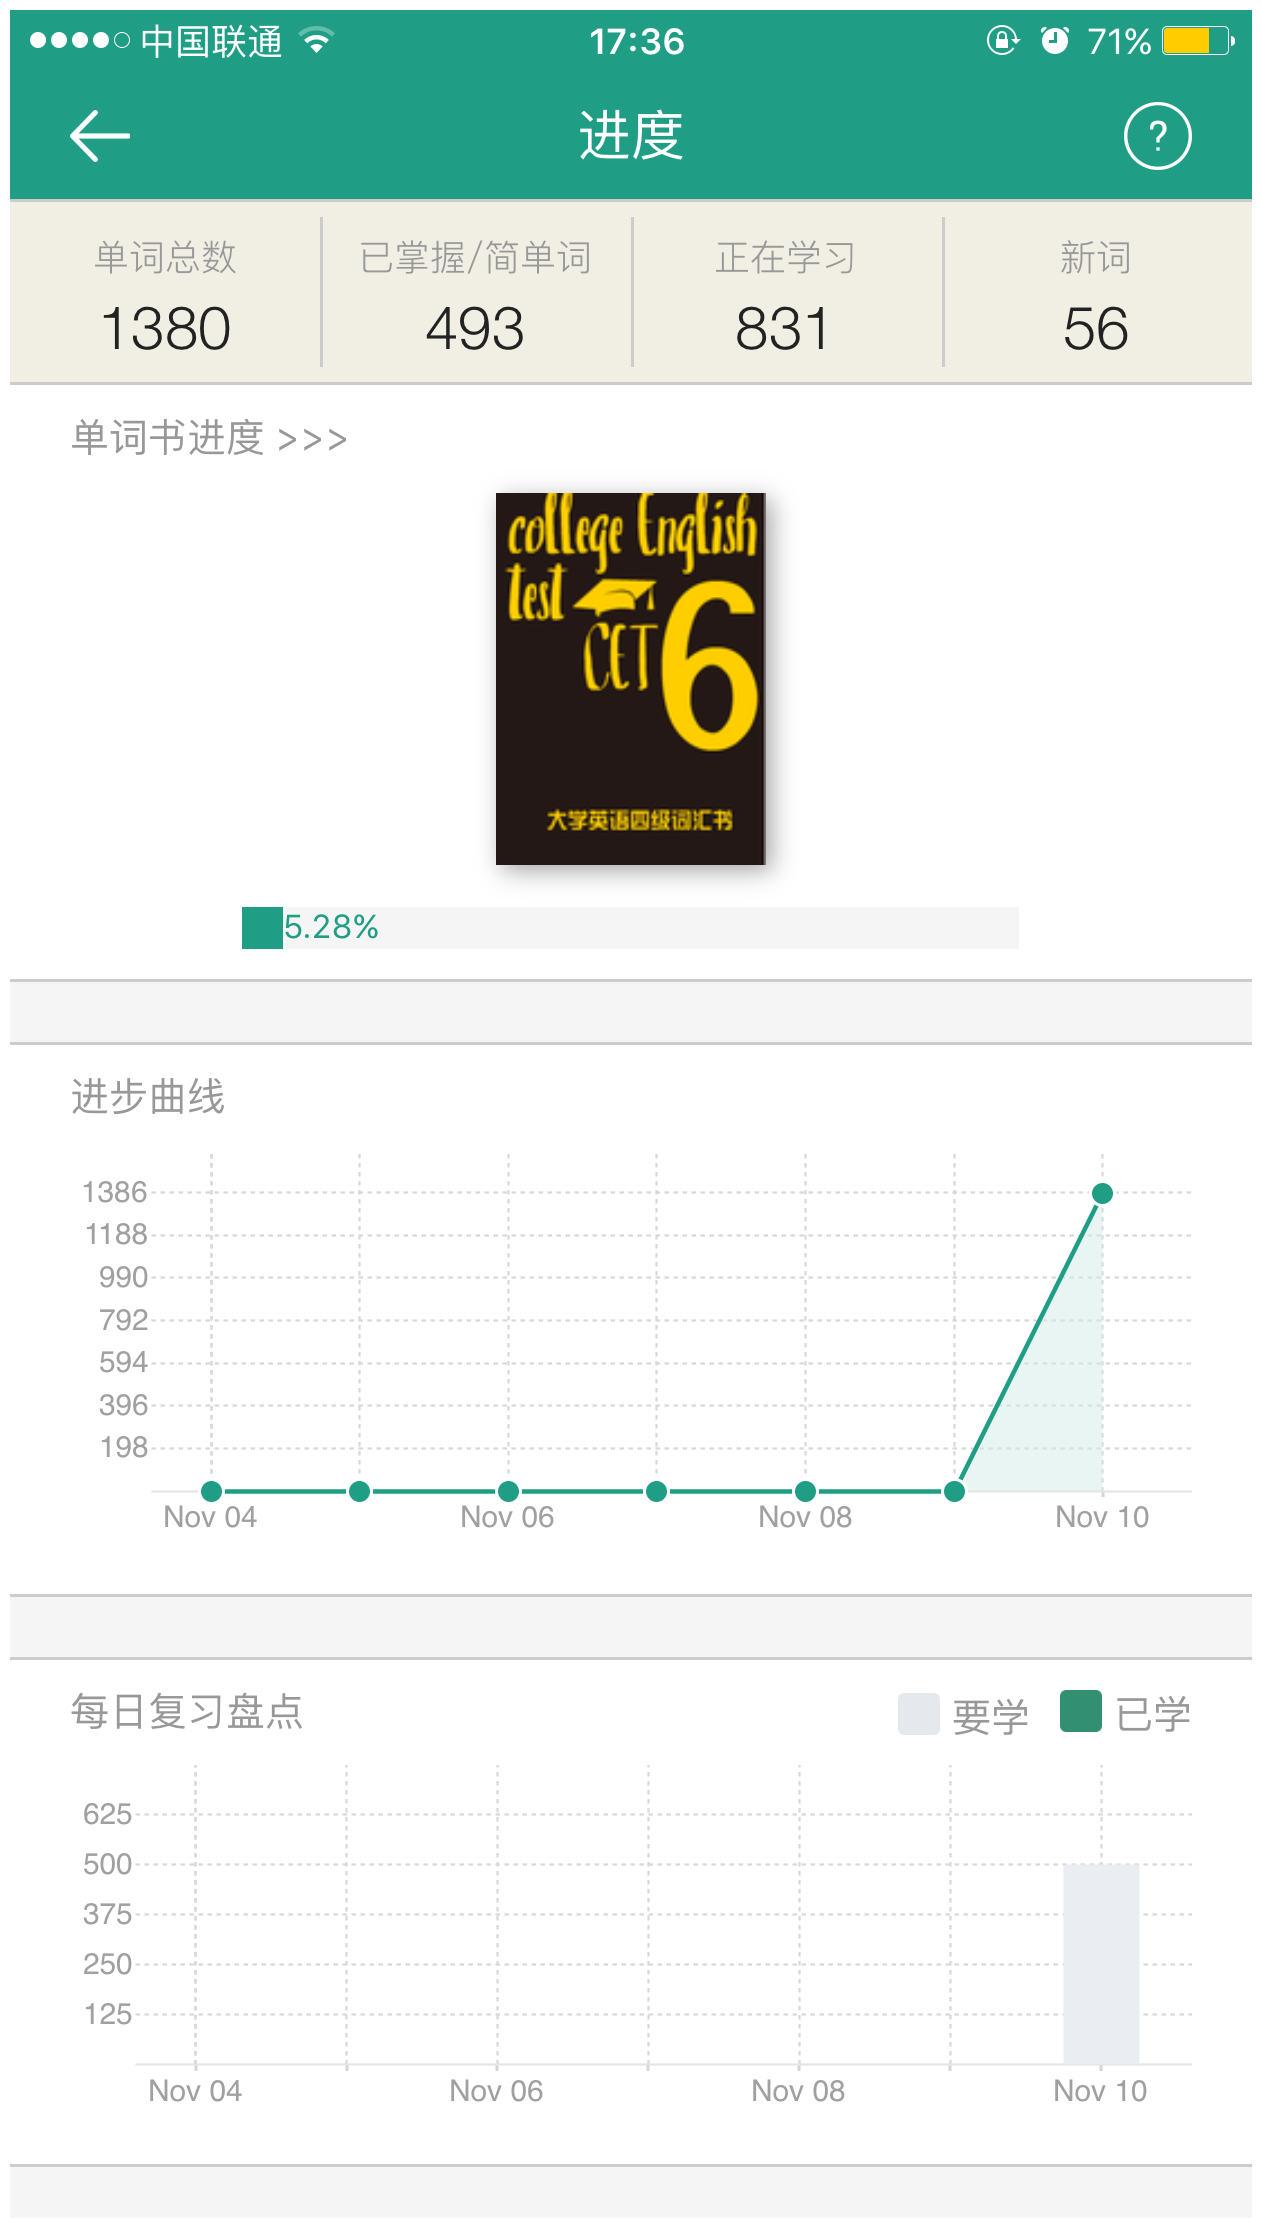 中国联通 17:36 71%
进度 ?
单词总数 已掌握/简单词 正在学习 新词
1380 493 831 56
单词书进度 >>>
college English
test
CET 6
大学英语四级词汇书
5.28%
进步曲线
1386
1188
990
792
594
396
198
Nov 04 Nov 06 Nov 08 Nov 10
每日复习盘点 要学 已学
625
500
375
250
125
Nov 04 Nov 06 Nov 08 Nov 10